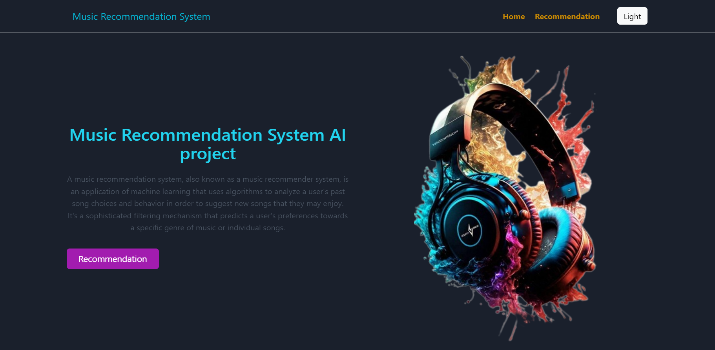 Music Recommendation System
Home Recommendation Light
Music Recommendation System AI
project
A music recommendation system, also known as a music recommender system, is
an application of machine learning that uses algorithms to analyze a user's past
song choices and behavior in order to suggest new songs that they may enjoy.
It's a sophisticated filtering mechanism that predicts a user's preferences towards
a specific genre of music or individual songs.
Recommendation